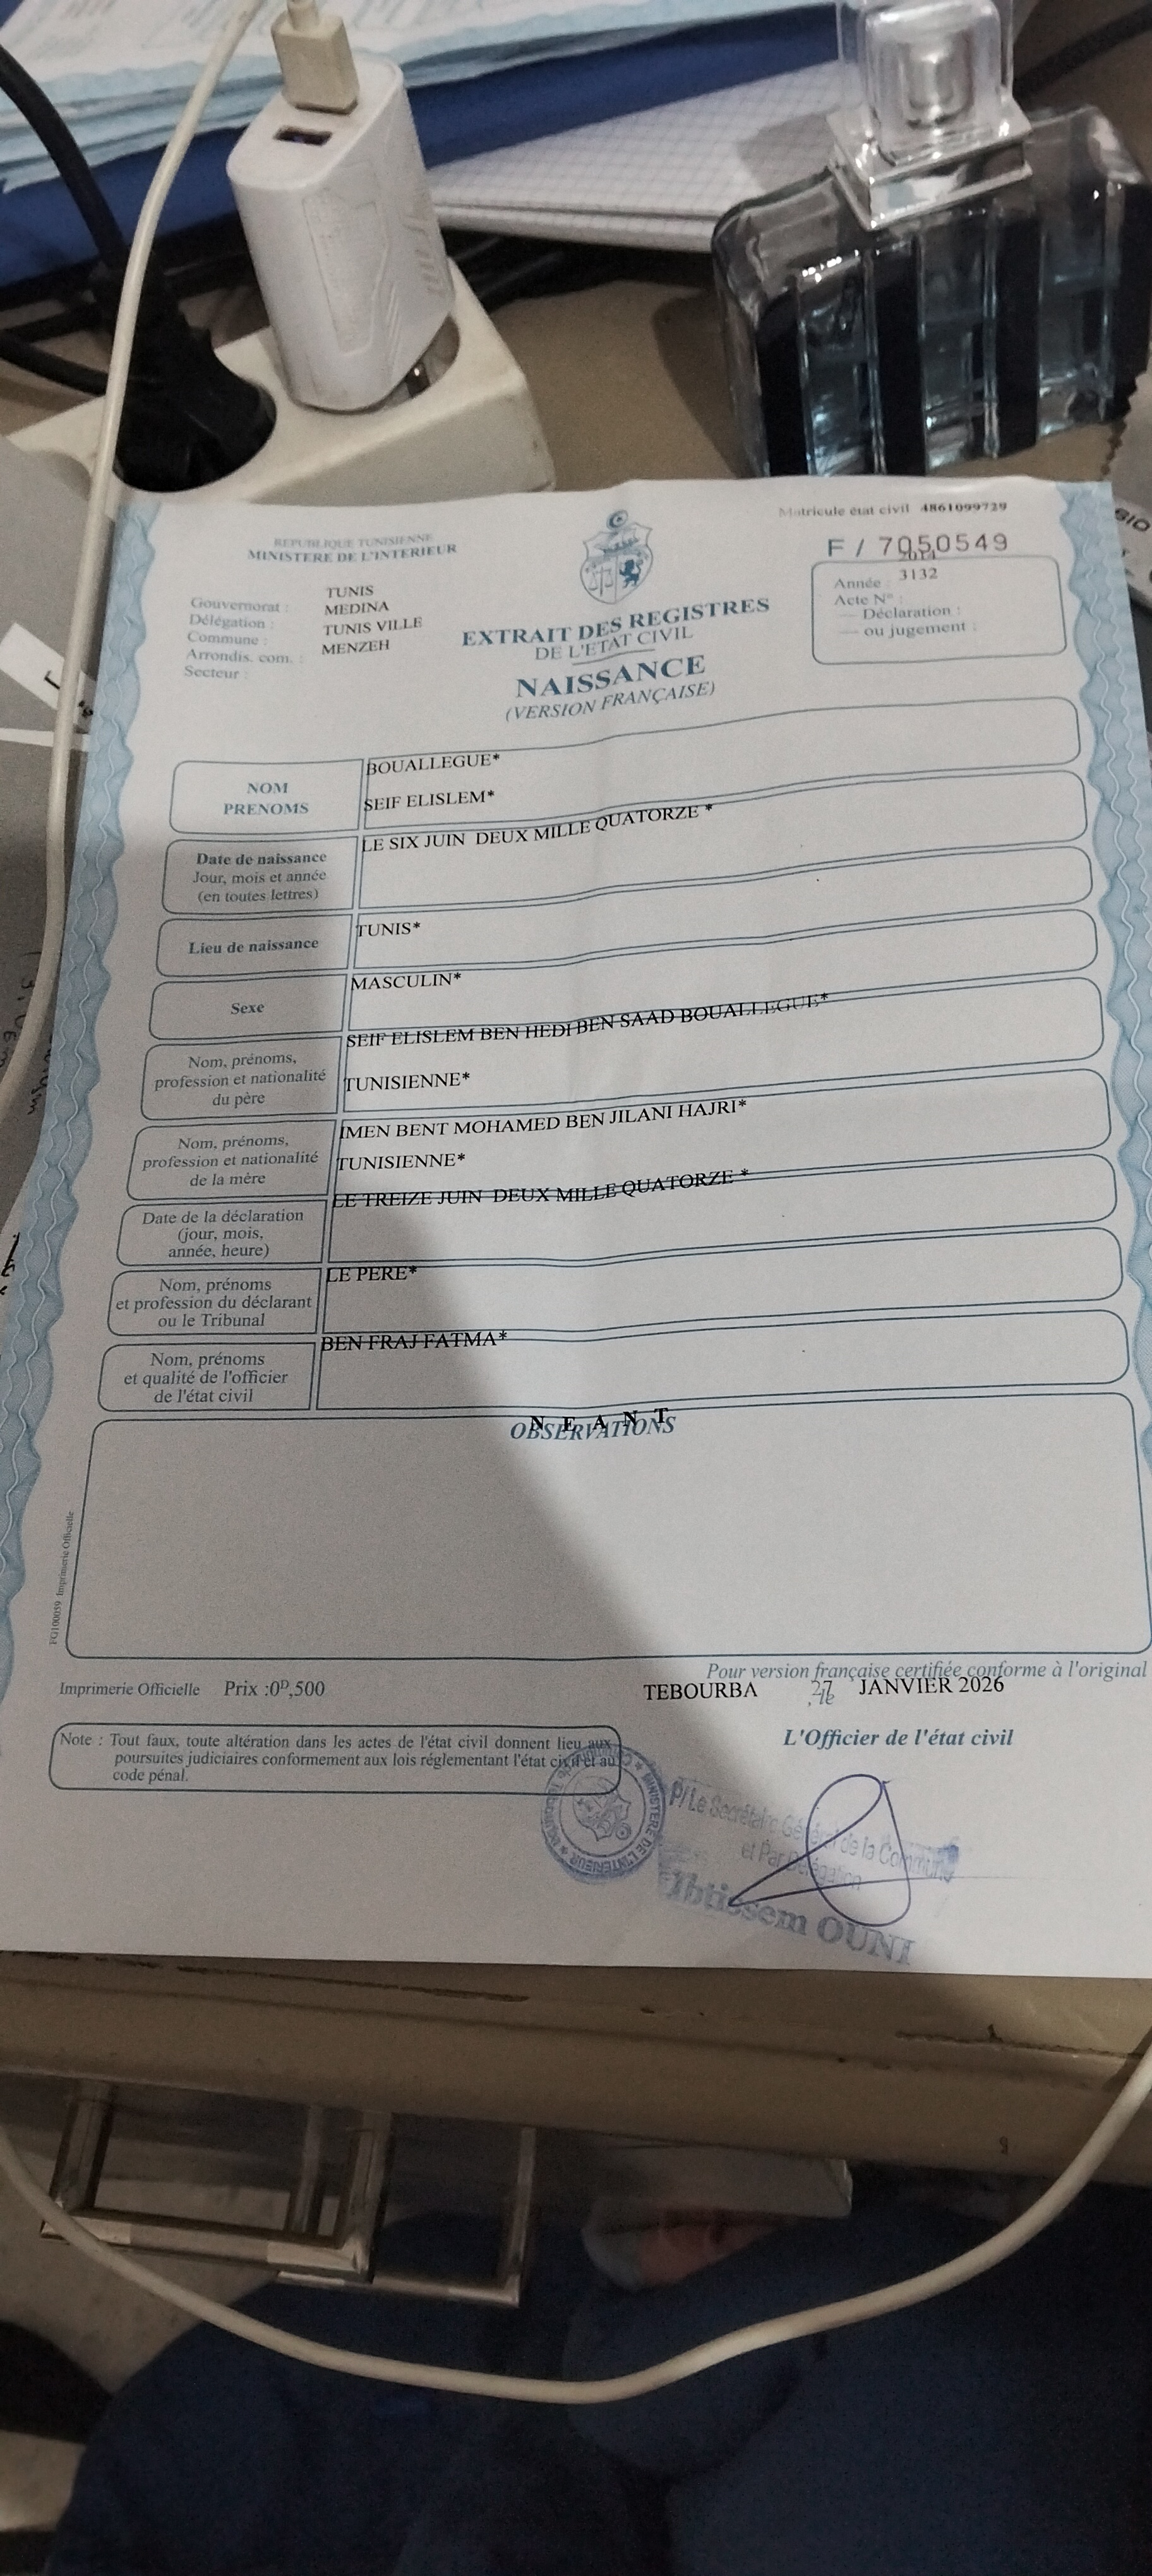 Matricule état civil 4861099729
REPUBLIQUE TUNISIENNE
MINISTERE DE L'INTERIEUR
F / 7050549
2014
Année :
3132
Acte N° :
— Déclaration :
— ou jugement :
Gouvernorat : TUNIS
Délégation : MEDINA
Commune : TUNIS VILLE
Arrondis. com. : MENZEH
Secteur :
EXTRAIT DES REGISTRES
DE L'ETAT CIVIL
NAISSANCE
(VERSION FRANÇAISE)
NOM
PRENOMS
BOUALLEGUE*
SEIF ELISLEM*
Date de naissance
Jour, mois et année
(en toutes lettres)
LE SIX JUIN DEUX MILLE QUATORZE *
Lieu de naissance
TUNIS*
Sexe
MASCULIN*
Nom, prénoms,
profession et nationalité
du père
SEIF ELISLEM BEN HEDI BEN SAAD BOUALLEGUE*
TUNISIENNE*
Nom, prénoms,
profession et nationalité
de la mère
IMEN BENT MOHAMED BEN JILANI HAJRI*
TUNISIENNE*
Date de la déclaration
(jour, mois,
année, heure)
LE TREIZE JUIN DEUX MILLE QUATORZE *
Nom, prénoms
et profession du déclarant
ou le Tribunal
LE PERE*
Nom, prénoms
et qualité de l'officier
de l'état civil
BEN FRAJ FATMA*
N E A N T
OBSERVATIONS
FG100059 Imprimerie Officielle
Pour version française certifiée conforme à l'original
Imprimerie Officielle Prix :0ᴰ,500
TEBOURBA 27 JANVIER 2026
L'Officier de l'état civil
Note : Tout faux, toute altération dans les actes de l'état civil donnent lieu aux
poursuites judiciaires conformement aux lois réglementant l'état civil et au
code pénal.
MINISTERE DE L'INTERIEUR
P/Le Secrétaire Général de la Commune
et Par Délégation
Ibtissem OUNI